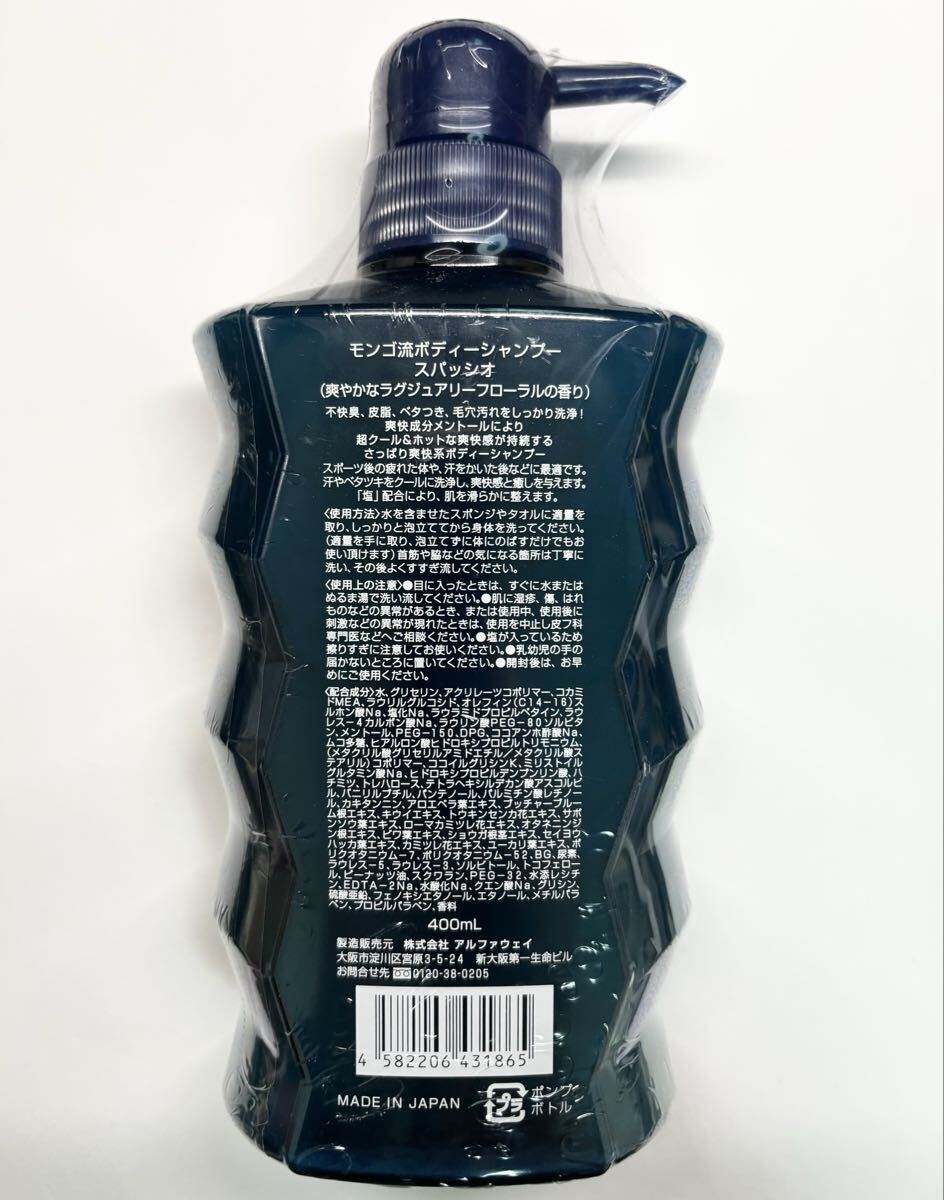 モンゴ流ボディーシャンプー
スパッシオ
(爽やかなラグジュアリーフローラルの香り)
不快臭、皮脂、ベタつき、毛穴汚れをしっかり洗浄！
爽快成分メントールにより
超クール&ホットな爽快感が持続する
さっぱり爽快系ボディーシャンプー
スポーツ後の疲れた体や、汗をかいた後などに最適です。
汗やベタツキをクールに洗浄し、爽快感と癒しを与えます。
「塩」配合により、肌を滑らかに整えます。
〈使用方法〉水を含ませたスポンジやタオルに適量を
取り、しっかりと泡立ててから身体を洗ってください。
(適量を手に取り、泡立てずに体にのばすだけでもお
使い頂けます)首筋や脇などの気になる箇所は丁寧に
洗い、その後よくすすぎ流してください。
〈使用上の注意〉●目に入ったときは、すぐに水または
ぬるま湯で洗い流してください。●肌に湿疹、傷、はれ
ものなどの異常があるとき、または使用中、使用後に
刺激などの異常が現れたときは、使用を中止し皮フ科
専門医などへご相談ください。●塩が入っているため
擦りすぎに注意してお使いください。●乳幼児の手の
届かないところに置いてください。●開封後は、お早
めにご使用ください。
〈配合成分〉水、グリセリン、アクリレーツコポリマー、コカミ
ドMEA、ラウリルグルコシド、オレフィン(C14-16)ス
ルホン酸Na、塩化Na、ラウラミドプロピルベタイン、ラウ
レス-4カルボン酸Na、ラウリン酸PEG-80ソルビタ
ン、メントール、PEG-150、DPG、ココアンホ酢酸Na、
ムコ多糖、ヒアルロン酸ヒドロキシプロピルトリモニウム、
(メタクリル酸グリセリルアミドエチル/メタクリル酸ス
テアリル)コポリマー、ココイルグリシンK、ミリストイル
グルタミン酸Na、ヒドロキシプロピルデンプンリン酸、ハ
チミツ、トレハロース、テトラヘキシルデカン酸アスコルビ
ル、バニリルブチル、パンテノール、パルミチン酸レチノー
ル、カキタンニン、アロエベラ葉エキス、ブッチャーブルー
ム根エキス、キウイエキス、トウキンセンカ花エキス、サボ
ンソウ葉エキス、ローマカミツレ花エキス、オタネニンジ
ン根エキス、ビワ葉エキス、ショウガ根茎エキス、セイヨウ
ハッカ葉エキス、カミツレ花エキス、ユーカリ葉エキス、ポ
リクオタニウム-7、ポリクオタニウム-52、BG、尿素、
ラウレス-5、ラウレス-3、ソルビトール、トコフェロー
ル、ピーナッツ油、スクワラン、PEG-32、水添レシチ
ン、EDTA-2Na、水酸化Na、クエン酸Na、グリシン、
硫酸亜鉛、フェノキシエタノール、エタノール、メチルパラ
ベン、プロピルパラベン、香料
400mL
製造販売元 株式会社 アルファウェイ
大阪市淀川区宮原3-5-24 新大阪第一生命ビル
お問合せ先 0120-38-0205
4 582206 431865
MADE IN JAPAN
プラ
ポンプ
ボトル